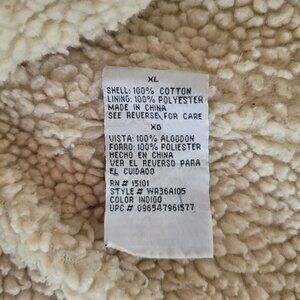 XL
SHELL: 100% COTTON
LINING: 100% POLYESTER
MADE IN CHINA
SEE REVERSE FOR CARE
XG
VISTA: 100% ALGODON
FORRO: 100% POLIESTER
HECHO EN CHINA
VER EL REVERSO PARA
EL CUIDADO
RN# 15101
STYLE# WR36A105
COLOR INDIGO
UPC# 096547961577